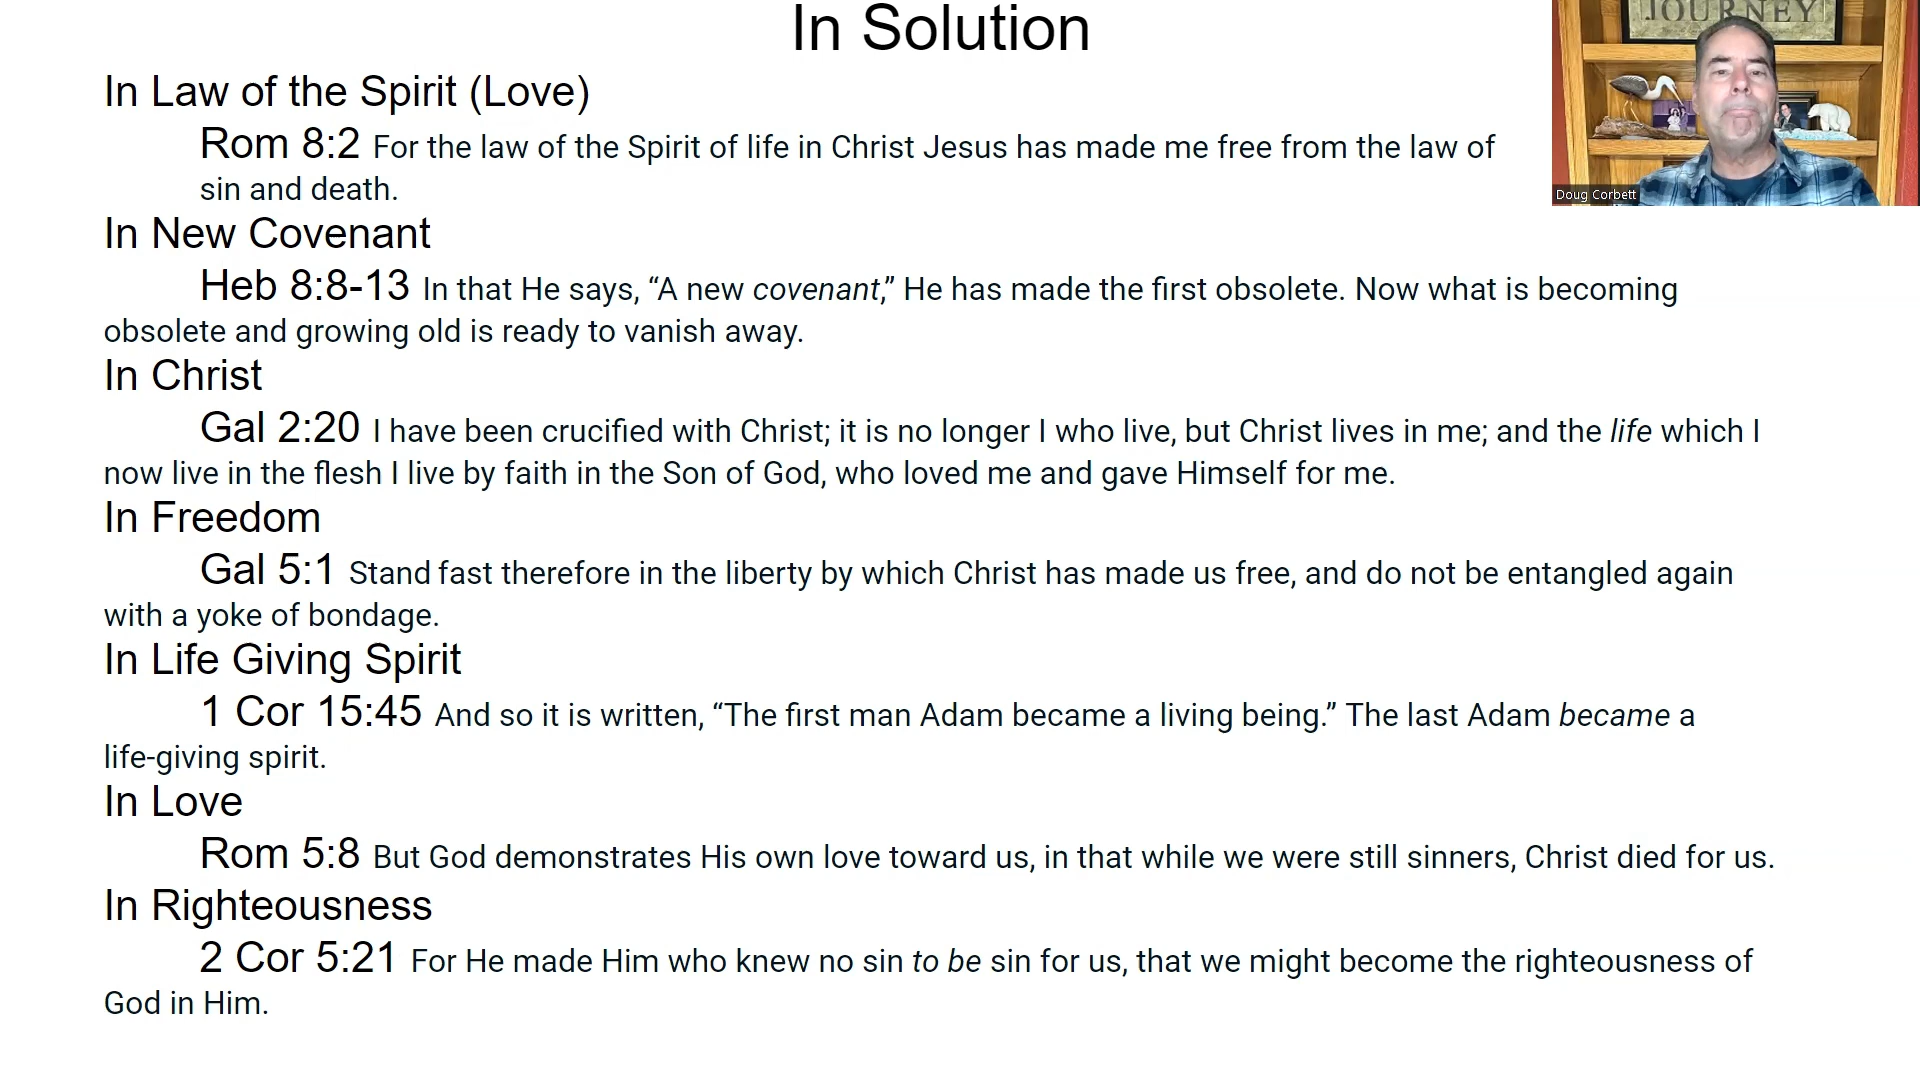 In Solution
JOURNEY
In Law of the Spirit (Love)
Rom 8:2 For the law of the Spirit of life in Christ Jesus has made me free from the law of
sin and death.
Doug Corbett
In New Covenant
Heb 8:8-13 In that He says, “A new covenant,” He has made the first obsolete. Now what is becoming
obsolete and growing old is ready to vanish away.
In Christ
Gal 2:20 I have been crucified with Christ; it is no longer I who live, but Christ lives in me; and the life which I
now live in the flesh I live by faith in the Son of God, who loved me and gave Himself for me.
In Freedom
Gal 5:1 Stand fast therefore in the liberty by which Christ has made us free, and do not be entangled again
with a yoke of bondage.
In Life Giving Spirit
1 Cor 15:45 And so it is written, “The first man Adam became a living being.” The last Adam became a
life-giving spirit.
In Love
Rom 5:8 But God demonstrates His own love toward us, in that while we were still sinners, Christ died for us.
In Righteousness
2 Cor 5:21 For He made Him who knew no sin to be sin for us, that we might become the righteousness of
God in Him.